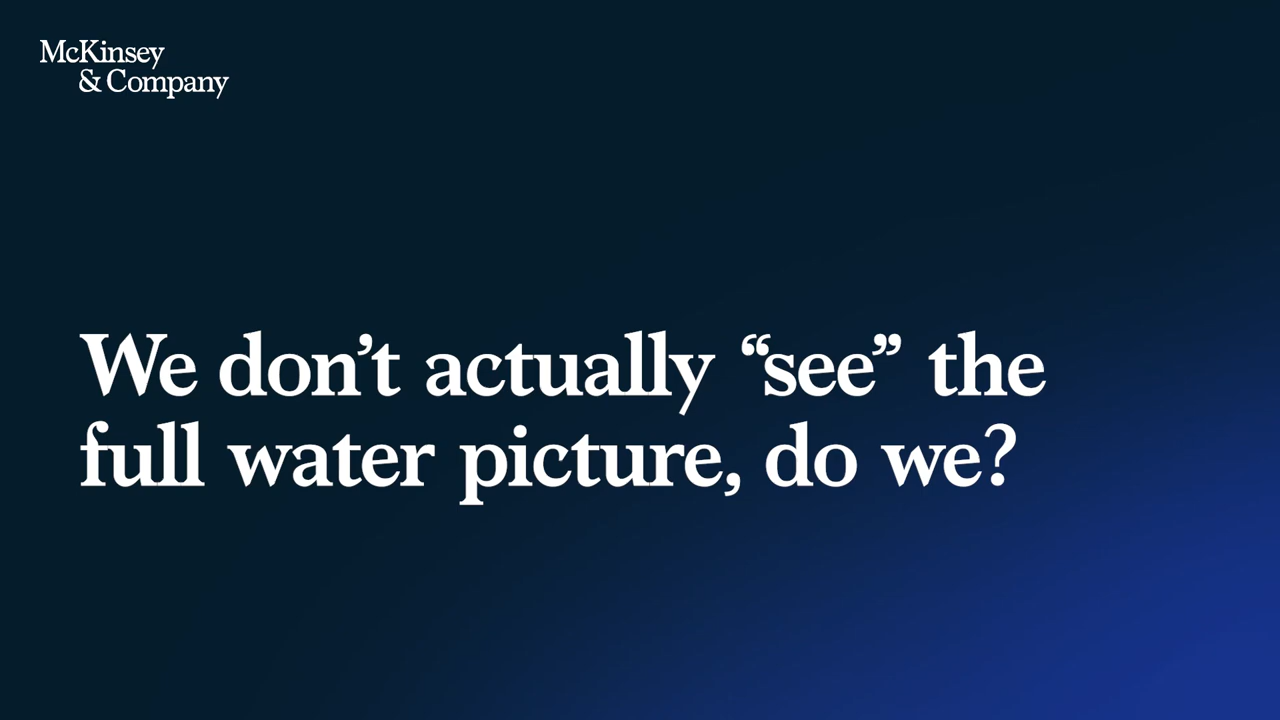 McKinsey
& Company
We don’t actually “see” the
full water picture, do we?